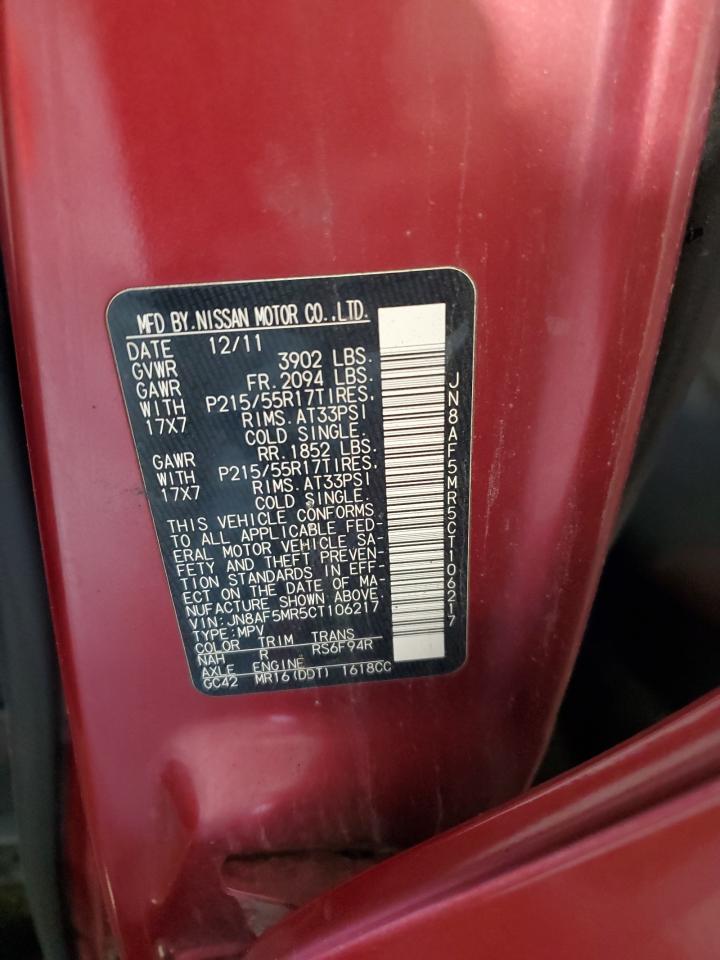 MFD BY.NISSAN MOTOR CO.,LTD.
DATE 12/11
GVWR 3902 LBS.
GAWR FR.2094 LBS.
WITH P215/55R17TIRES,
17X7 RIMS.AT33PSI
COLD SINGLE.
GAWR RR.1852 LBS.
WITH P215/55R17TIRES,
17X7 RIMS.AT33PSI
COLD SINGLE.
THIS VEHICLE CONFORMS
TO ALL APPLICABLE FED-
ERAL MOTOR VEHICLE SA-
FETY AND THEFT PREVEN-
TION STANDARDS IN EFF-
ECT ON THE DATE OF MA-
NUFACTURE SHOWN ABOVE.
VIN:JN8AF5MR5CT106217
TYPE:MPV
COLOR TRIM TRANS
NAH R RS6F94R
AXLE ENGINE
GC42 MR16(DDT) 1618CC
JN8AF5MR5CT106217